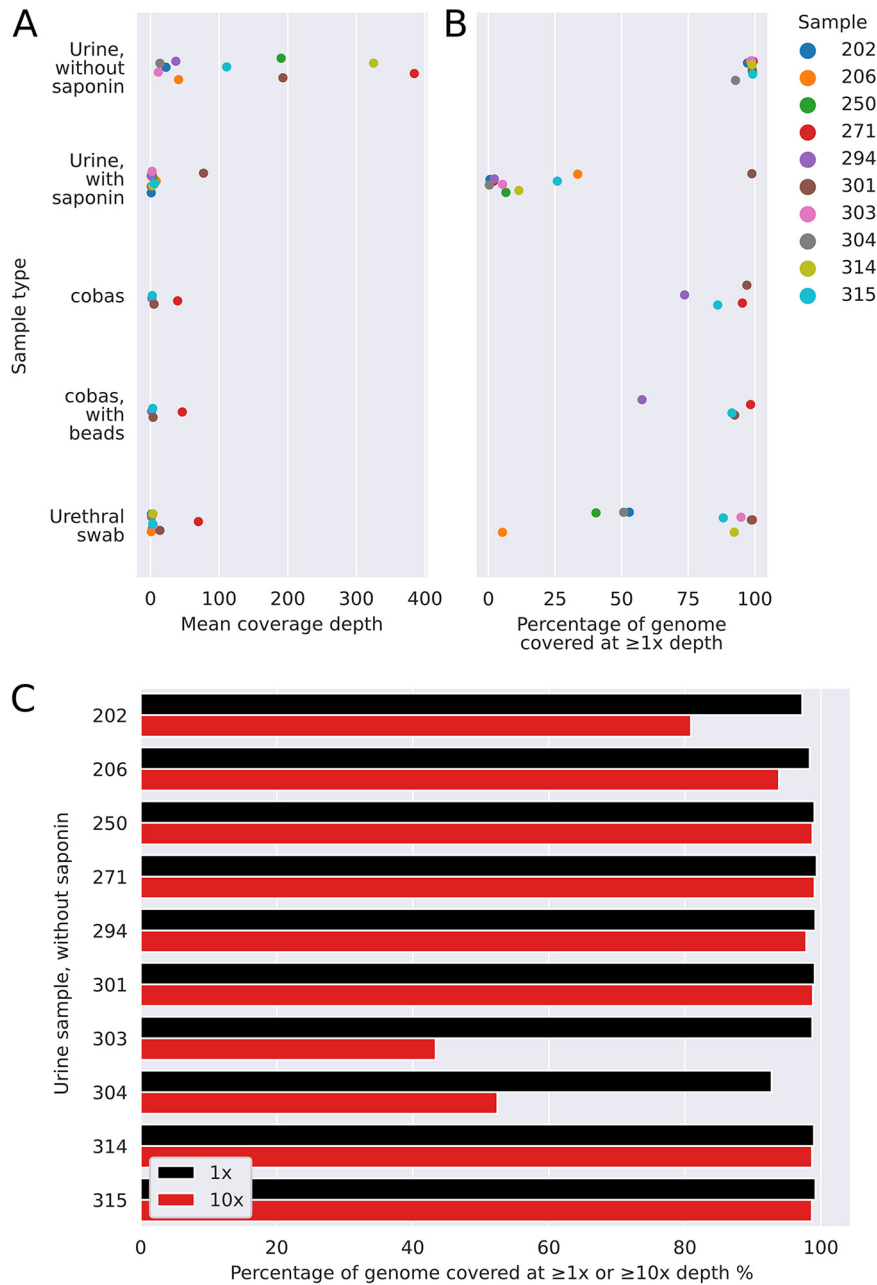 A
B
Sample
202
206
250
271
294
301
303
304
314
315
Sample type
Urine,
without
saponin
Urine,
with
saponin
cobas
cobas,
with
beads
Urethral
swab
0 100 200 300 400
Mean coverage depth
0 25 50 75 100
Percentage of genome
covered at ≥1x depth
C
Urine sample, without saponin
202
206
250
271
294
301
303
304
314
315
1x
10x
0 20 40 60 80 100
Percentage of genome covered at ≥1x or ≥10x depth %